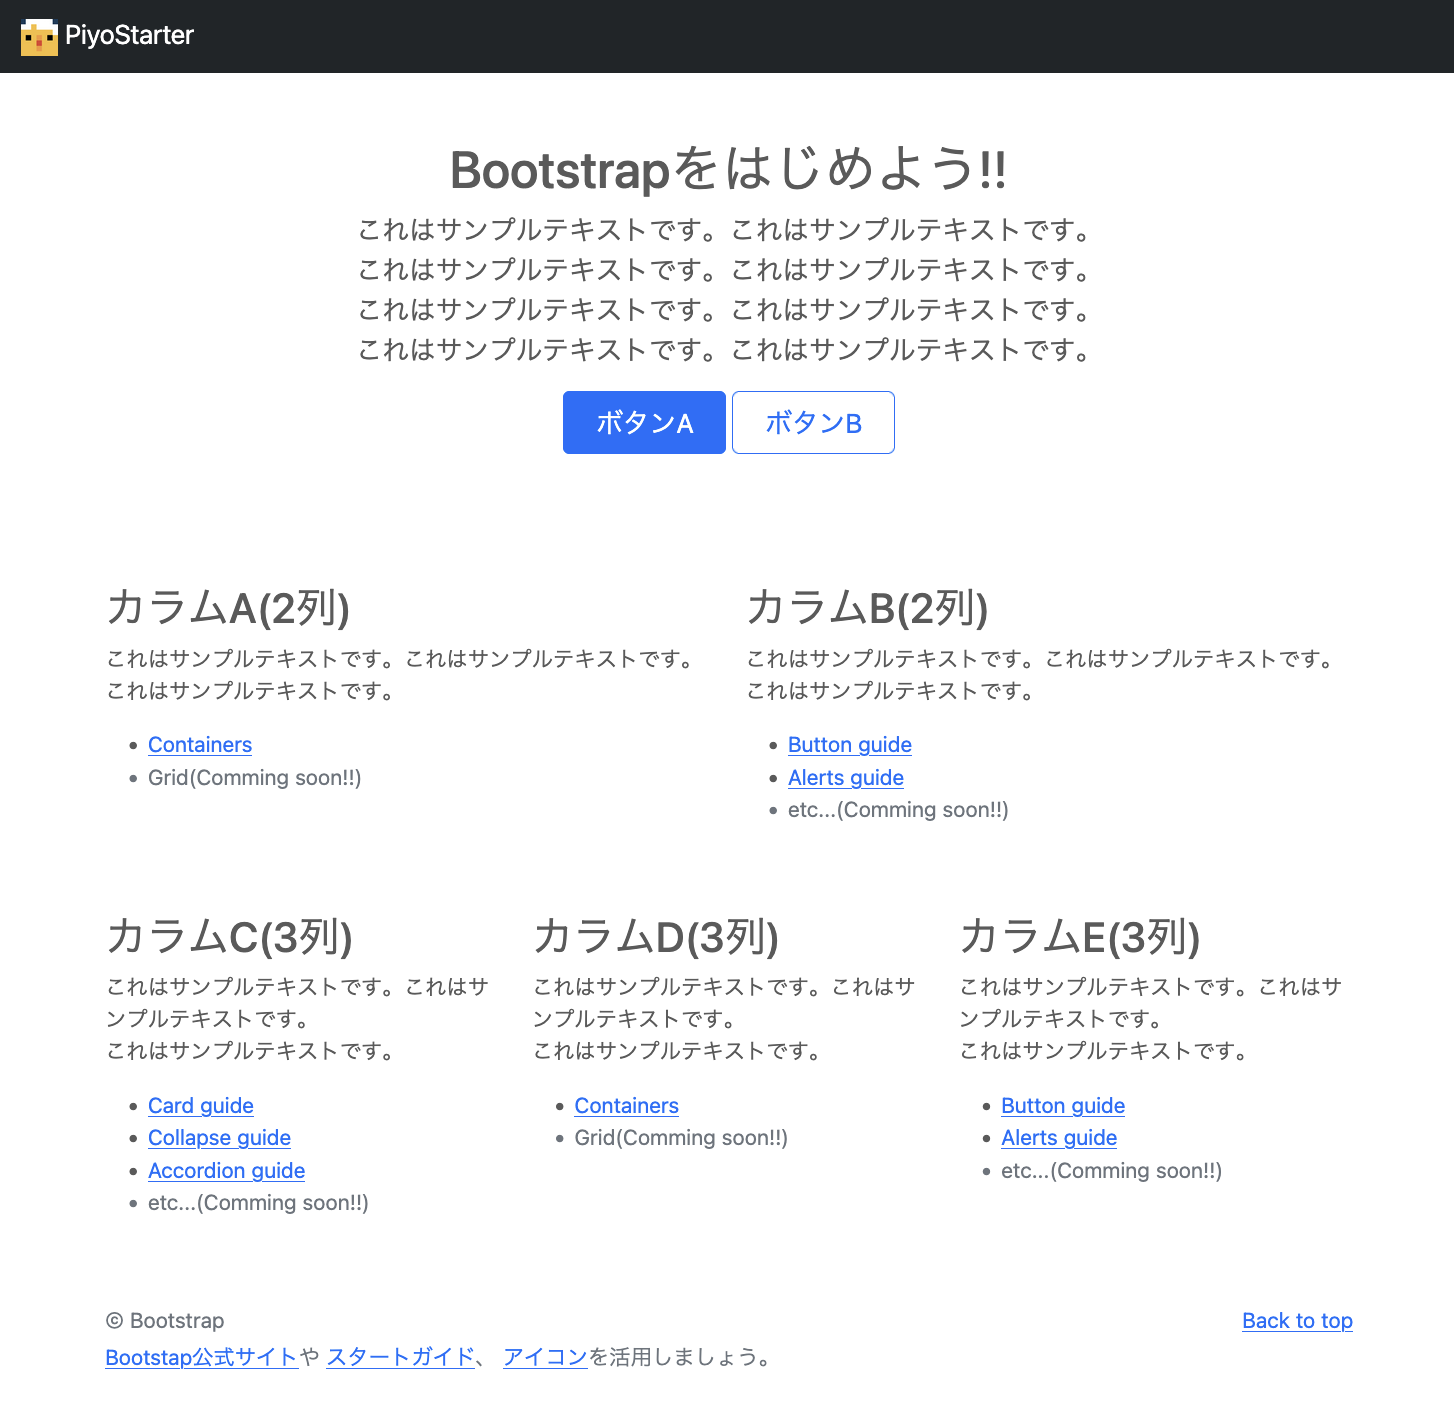 PiyoStarter
Bootstrapをはじめよう!!
これはサンプルテキストです。これはサンプルテキストです。
これはサンプルテキストです。これはサンプルテキストです。
これはサンプルテキストです。これはサンプルテキストです。
これはサンプルテキストです。これはサンプルテキストです。
ボタンA ボタンB
カラムA(2列)
これはサンプルテキストです。これはサンプルテキストです。
これはサンプルテキストです。
Containers
Grid(Comming soon!!)
カラムB(2列)
これはサンプルテキストです。これはサンプルテキストです。
これはサンプルテキストです。
Button guide
Alerts guide
etc...(Comming soon!!)
カラムC(3列)
これはサンプルテキストです。これはサ
ンプルテキストです。
これはサンプルテキストです。
Card guide
Collapse guide
Accordion guide
etc...(Comming soon!!)
カラムD(3列)
これはサンプルテキストです。これはサ
ンプルテキストです。
これはサンプルテキストです。
Containers
Grid(Comming soon!!)
カラムE(3列)
これはサンプルテキストです。これはサ
ンプルテキストです。
これはサンプルテキストです。
Button guide
Alerts guide
etc...(Comming soon!!)
© Bootstrap
Back to top
Bootstap公式サイトや スタートガイド、 アイコンを活用しましょう。